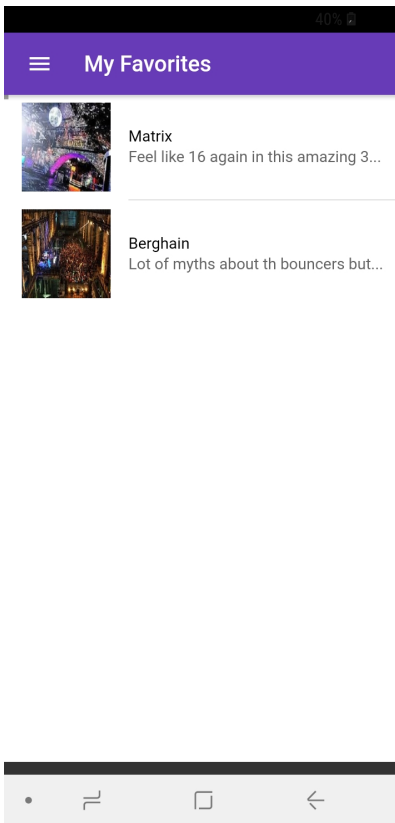 40%
My Favorites
Matrix
Feel like 16 again in this amazing 3...
Berghain
Lot of myths about th bouncers but...